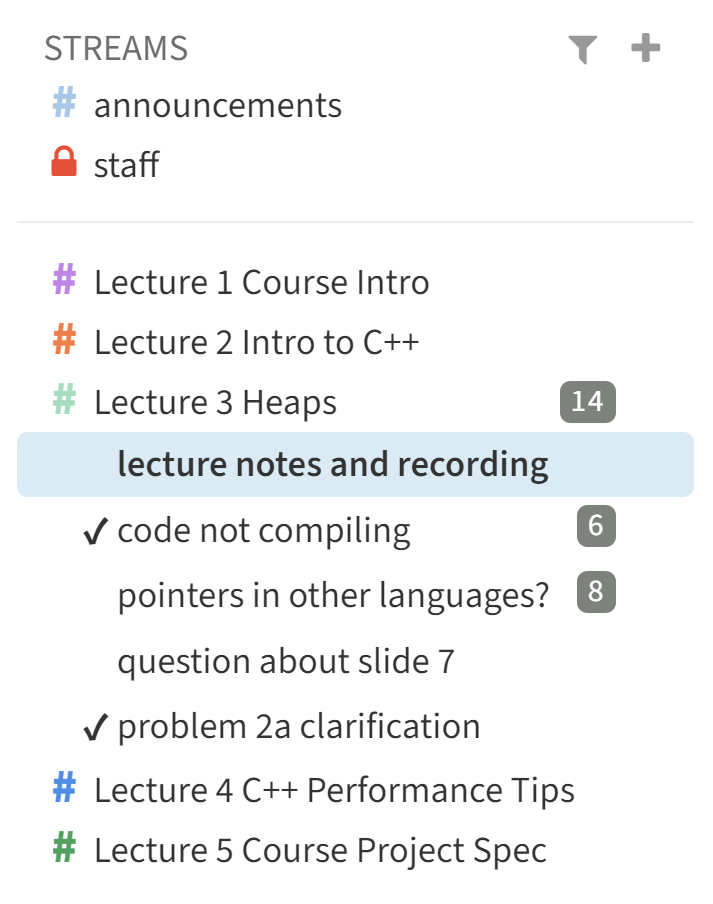 STREAMS
# announcements
staff
# Lecture 1 Course Intro
# Lecture 2 Intro to C++
# Lecture 3 Heaps 14
lecture notes and recording
✓ code not compiling 6
pointers in other languages? 8
question about slide 7
✓ problem 2a clarification
# Lecture 4 C++ Performance Tips
# Lecture 5 Course Project Spec